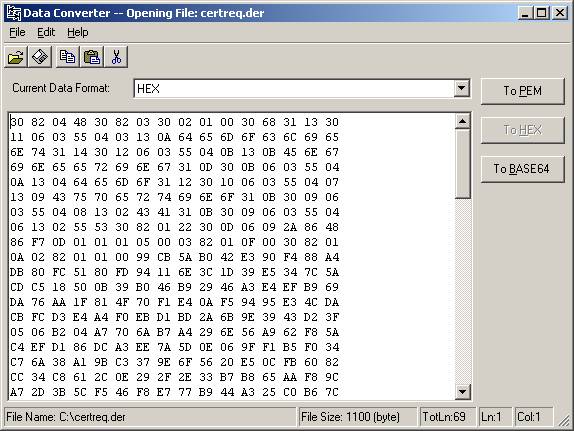 Data Converter -- Opening File: certreq.der
File Edit Help
Current Data Format: HEX
To PEM
To HEX
To BASE64
30 82 04 48 30 82 03 30 02 01 00 30 68 31 13 30
11 06 03 55 04 03 13 0A 64 65 6D 6F 63 6C 69 65
6E 74 31 14 30 12 06 03 55 04 0B 13 0B 45 6E 67
69 6E 65 65 72 69 6E 67 31 0D 30 0B 06 03 55 04
0A 13 04 64 65 6D 6F 31 12 30 10 06 03 55 04 07
13 09 43 75 70 65 72 74 69 6E 6F 31 0B 30 09 06
03 55 04 08 13 02 43 41 31 0B 30 09 06 03 55 04
06 13 02 55 53 30 82 01 22 30 0D 06 09 2A 86 48
86 F7 0D 01 01 01 05 00 03 82 01 0F 00 30 82 01
0A 02 82 01 01 00 99 CB 5A B0 42 E3 90 F4 88 A4
DB 80 FC 51 80 FD 94 11 6E 3C 1D 39 E5 34 7C 5A
CD C5 18 50 0B 39 B0 46 B9 29 46 A3 E4 EF B9 69
DA 76 AA 1F 81 4F 70 F1 E4 0A F5 94 95 E3 4C DA
CB FC D3 E4 A4 F0 EB D1 BD 2A 6B 9E 39 43 D2 3F
05 06 B2 04 A7 70 6A B7 A4 29 6E 56 A9 62 F8 5A
C4 EF D1 86 DC A3 EE 7A 5D 0E 06 9F F1 B5 F0 34
C7 6A 38 A1 9B C3 37 9E 6F 56 20 E5 0C FB 60 82
CC 34 C8 61 2C 0E 29 2F 2E 33 B7 B8 65 AA F8 9C
A7 2D 3B 5C F5 46 F8 E7 77 B9 44 A3 25 C0 B6 7C
File Name: C:\certreq.der
File Size: 1100 (byte)
TotLn:69
Ln:1
Col:1